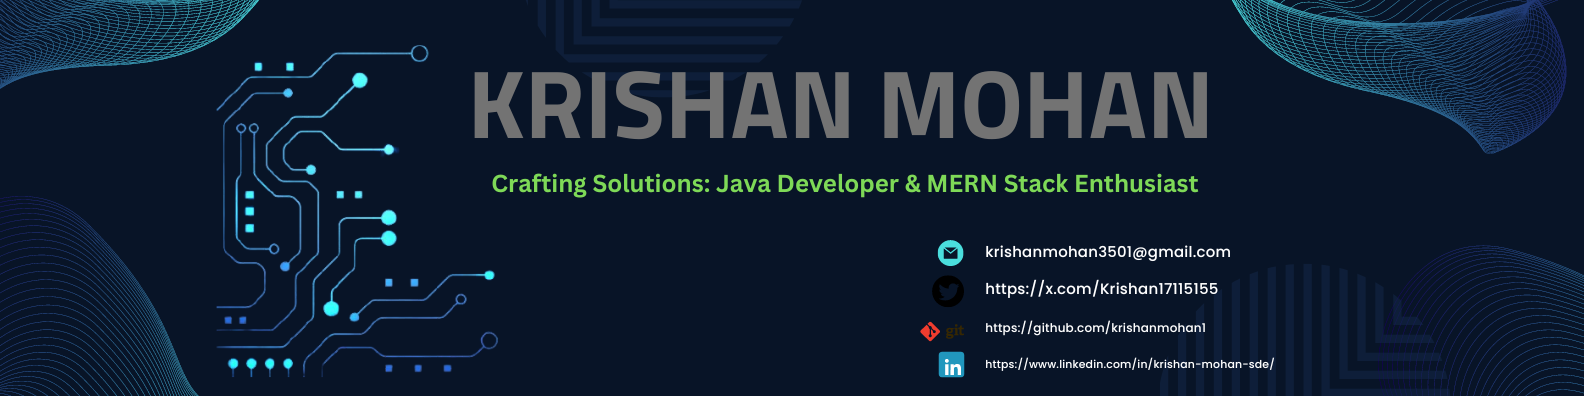 KRISHAN MOHAN
Crafting Solutions: Java Developer & MERN Stack Enthusiast
krishanmohan3501@gmail.com
https://x.com/Krishan17115155
git
https://github.com/krishanmohan1
in
https://www.linkedin.com/in/krishan-mohan-sde/